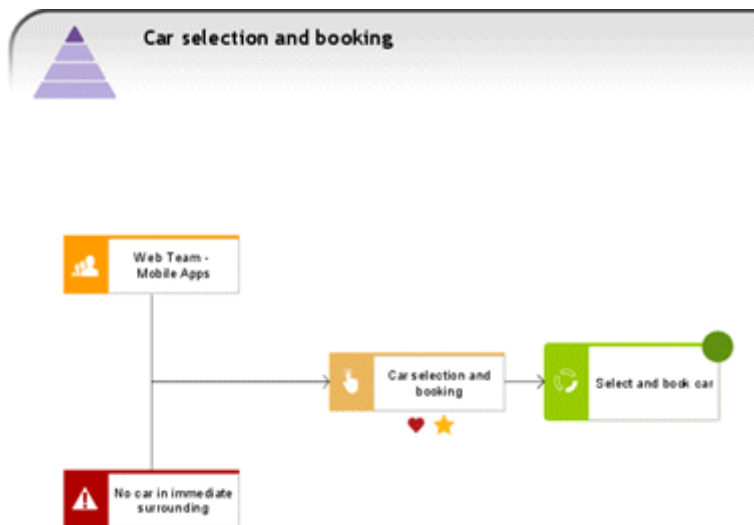 Car selection and booking
Web Team -
Mobile Apps
Car selection and
booking
Select and book car
No car in immediate
surrounding